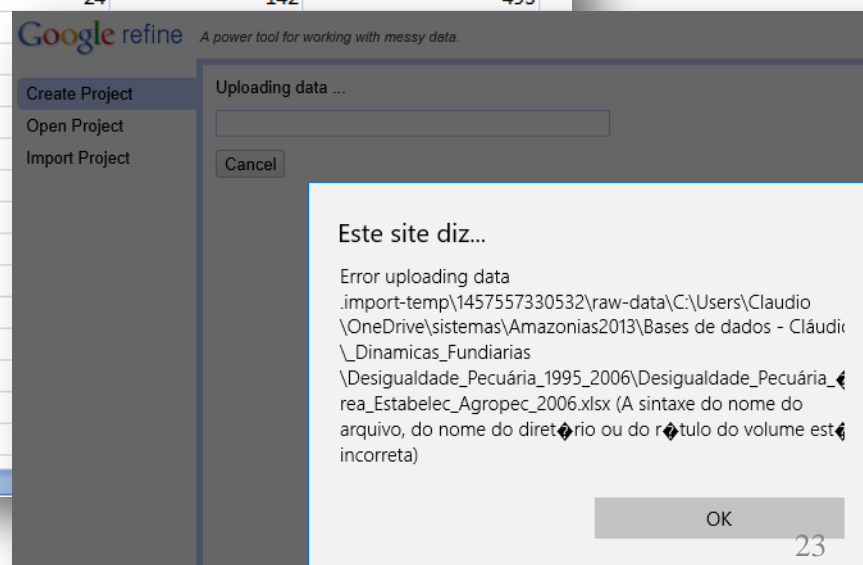 24 142 495
Google refine A power tool for working with messy data.
Create Project
Open Project
Import Project
Uploading data ...
Cancel
Este site diz...
Error uploading data
.import-temp\1457557330532\raw-data\C:\Users\Claudio
\OneDrive\sistemas\Amazonias2013\Bases de dados - Cláudio
\_Dinamicas_Fundiarias
\Desigualdade_Pecuária_1995_2006\Desigualdade_Pecuária_�
rea_Estabelec_Agropec_2006.xlsx (A sintaxe do nome do
arquivo, do nome do diret�rio ou do r�tulo do volume est�
incorreta)
OK
23